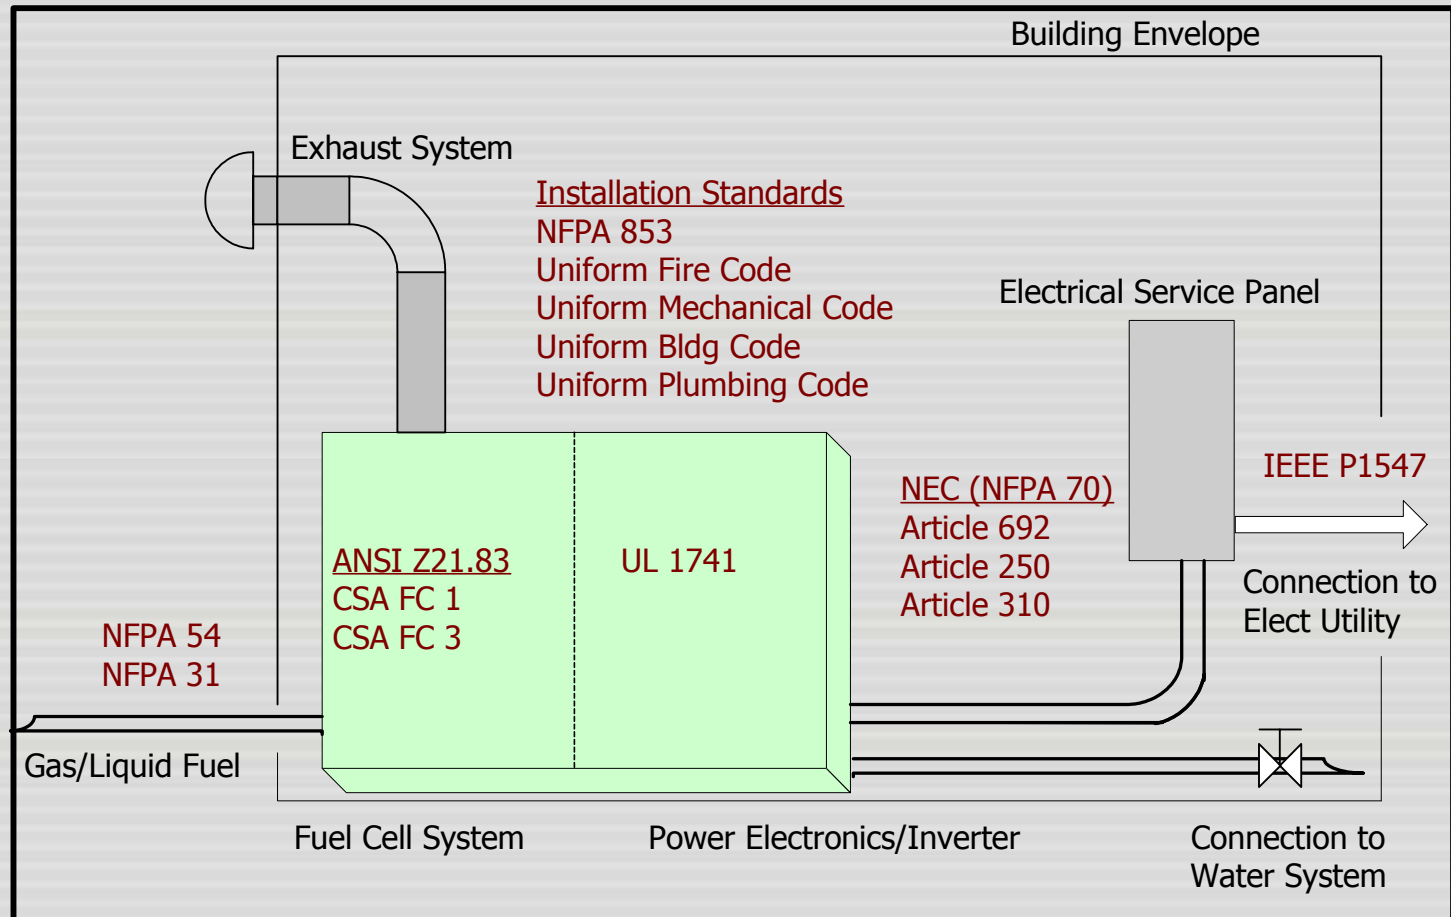 Building Envelope
Exhaust System
Installation Standards
NFPA 853
Uniform Fire Code
Uniform Mechanical Code
Uniform Bldg Code
Uniform Plumbing Code
Electrical Service Panel
IEEE P1547
NEC (NFPA 70)
Article 692
Article 250
Article 310
ANSI Z21.83
CSA FC 1
CSA FC 3
UL 1741
Connection to
Elect Utility
NFPA 54
NFPA 31
Gas/Liquid Fuel
Fuel Cell System
Power Electronics/Inverter
Connection to
Water System